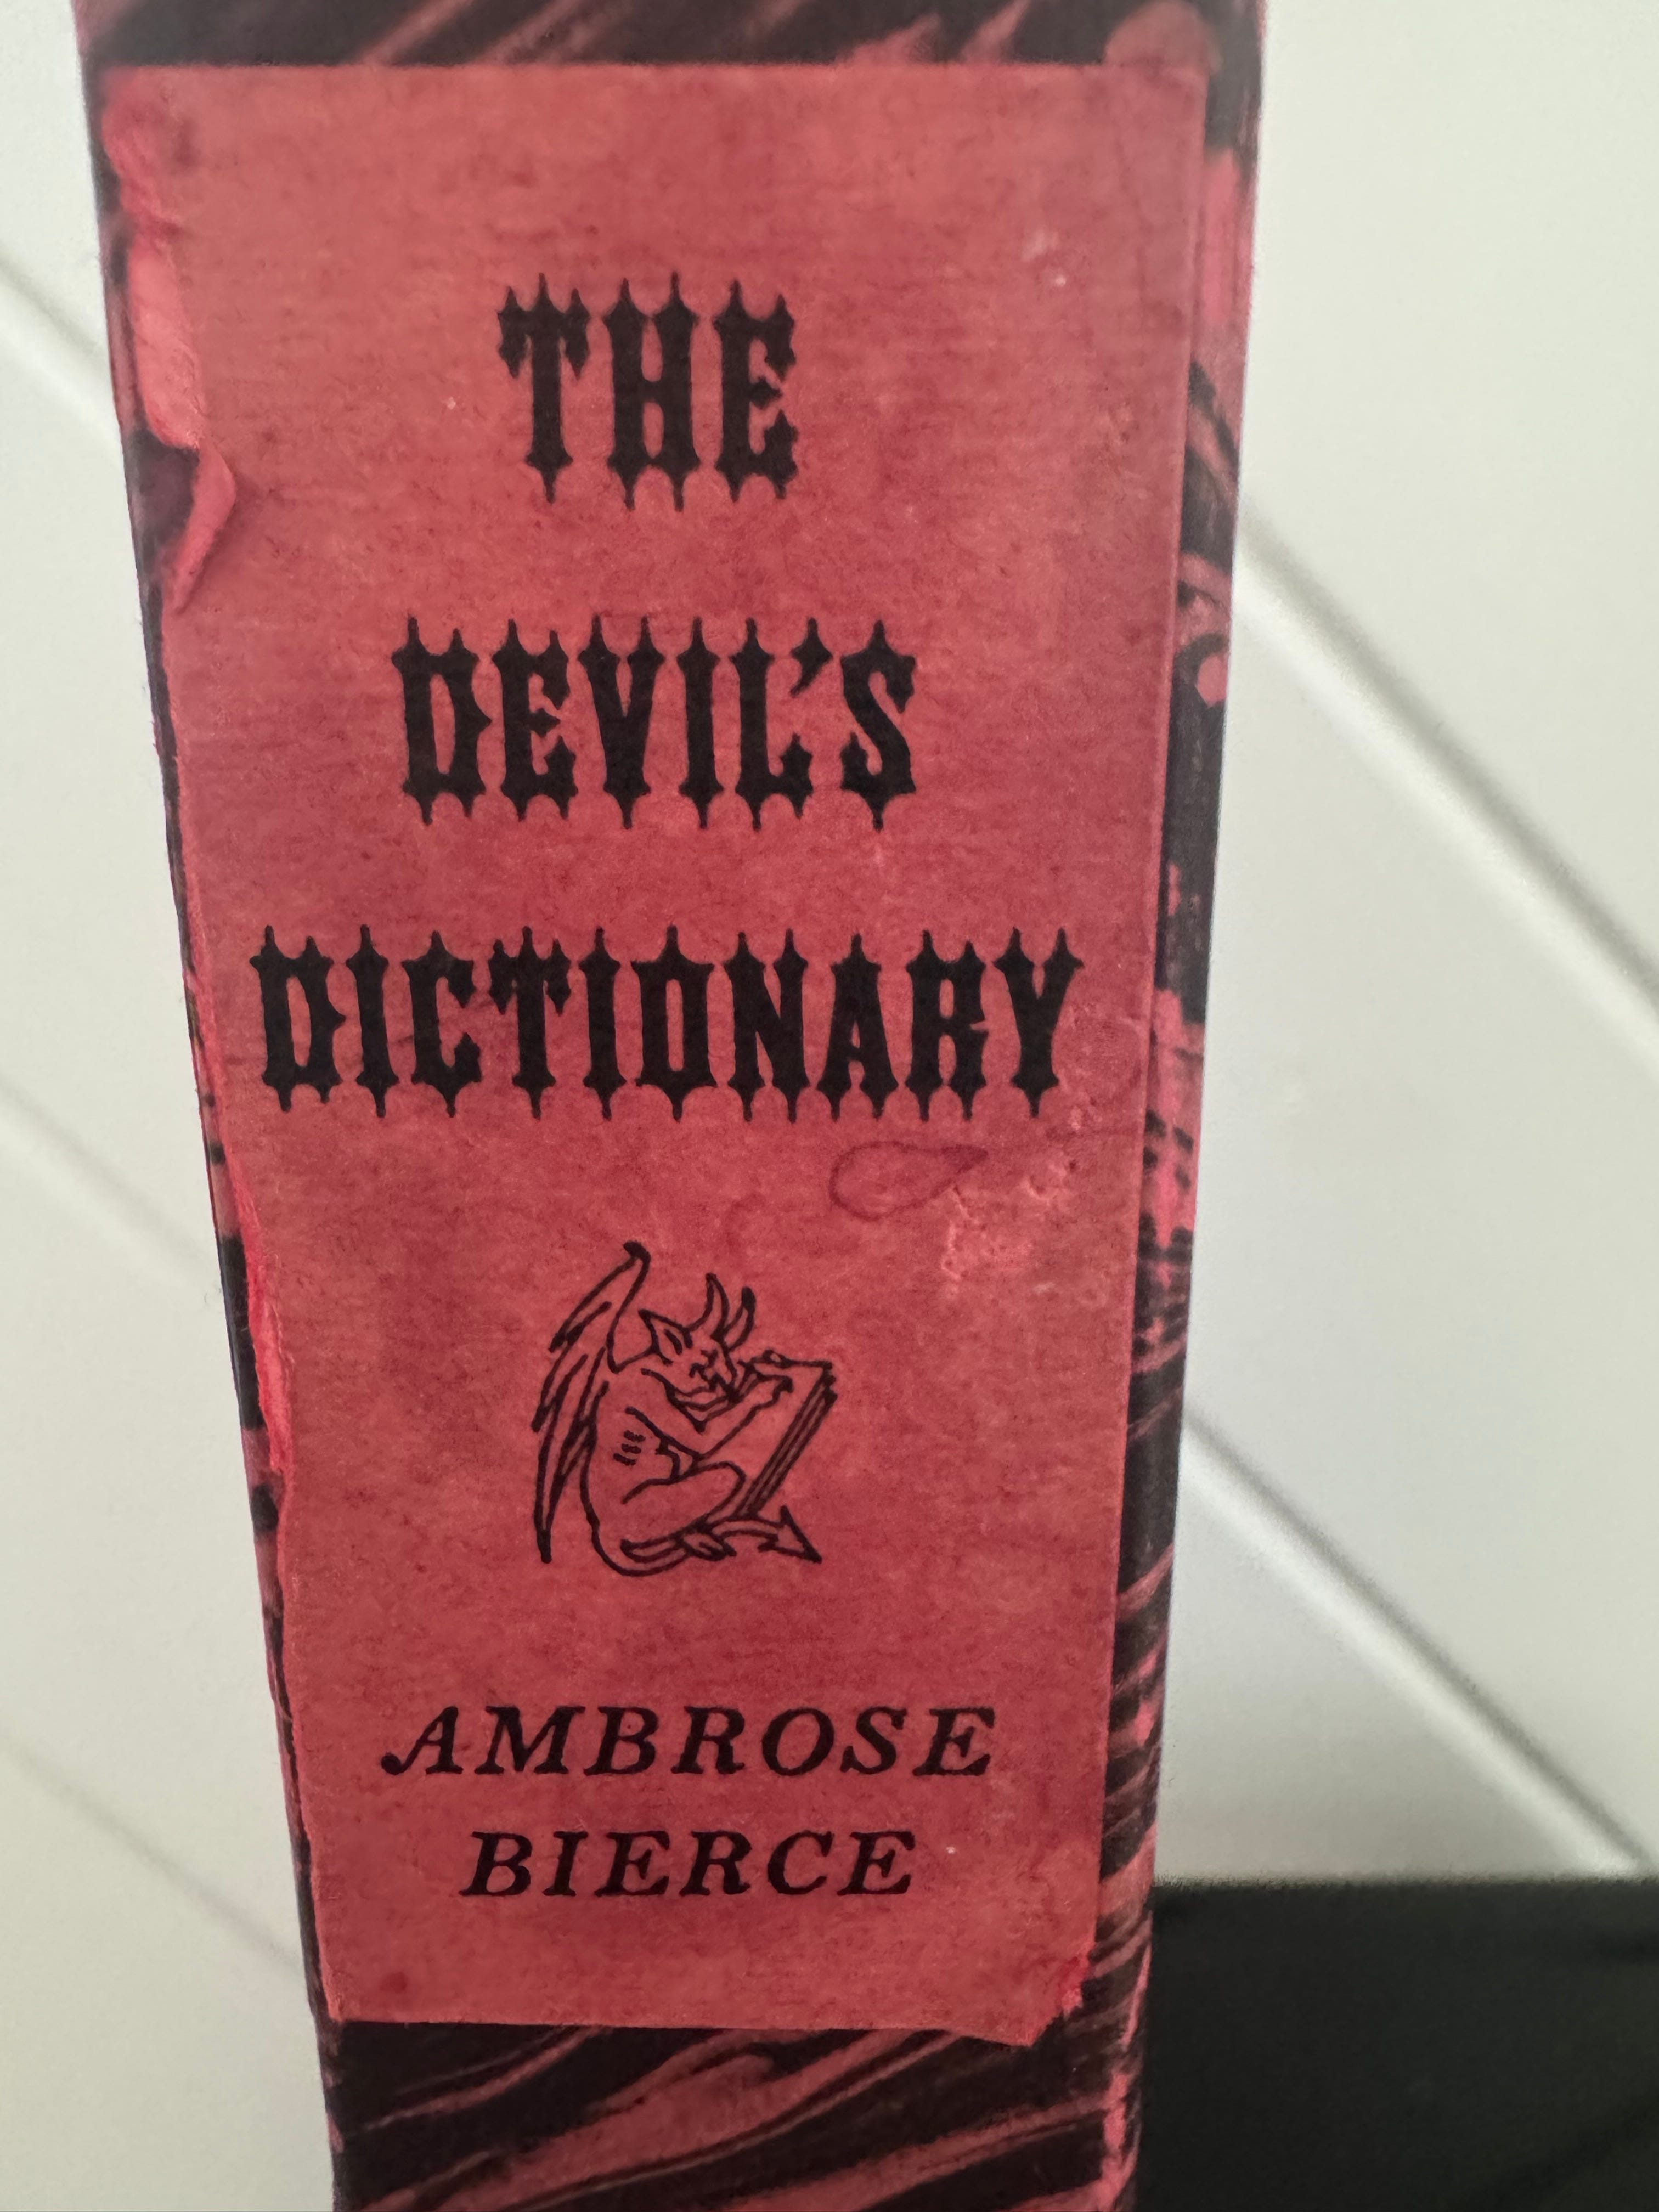 THE
DEVIL'S
DICTIONARY
AMBROSE
BIERCE